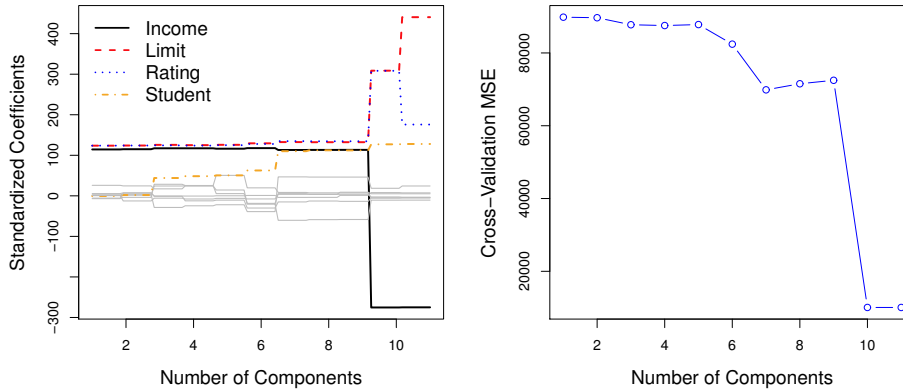 Income
Limit
Rating
Student
Standardized Coefficients
-300
-100
0
100
200
300
400
2
4
6
8
10
Number of Components
Cross-Validation MSE
20000
40000
60000
80000
2
4
6
8
10
Number of Components